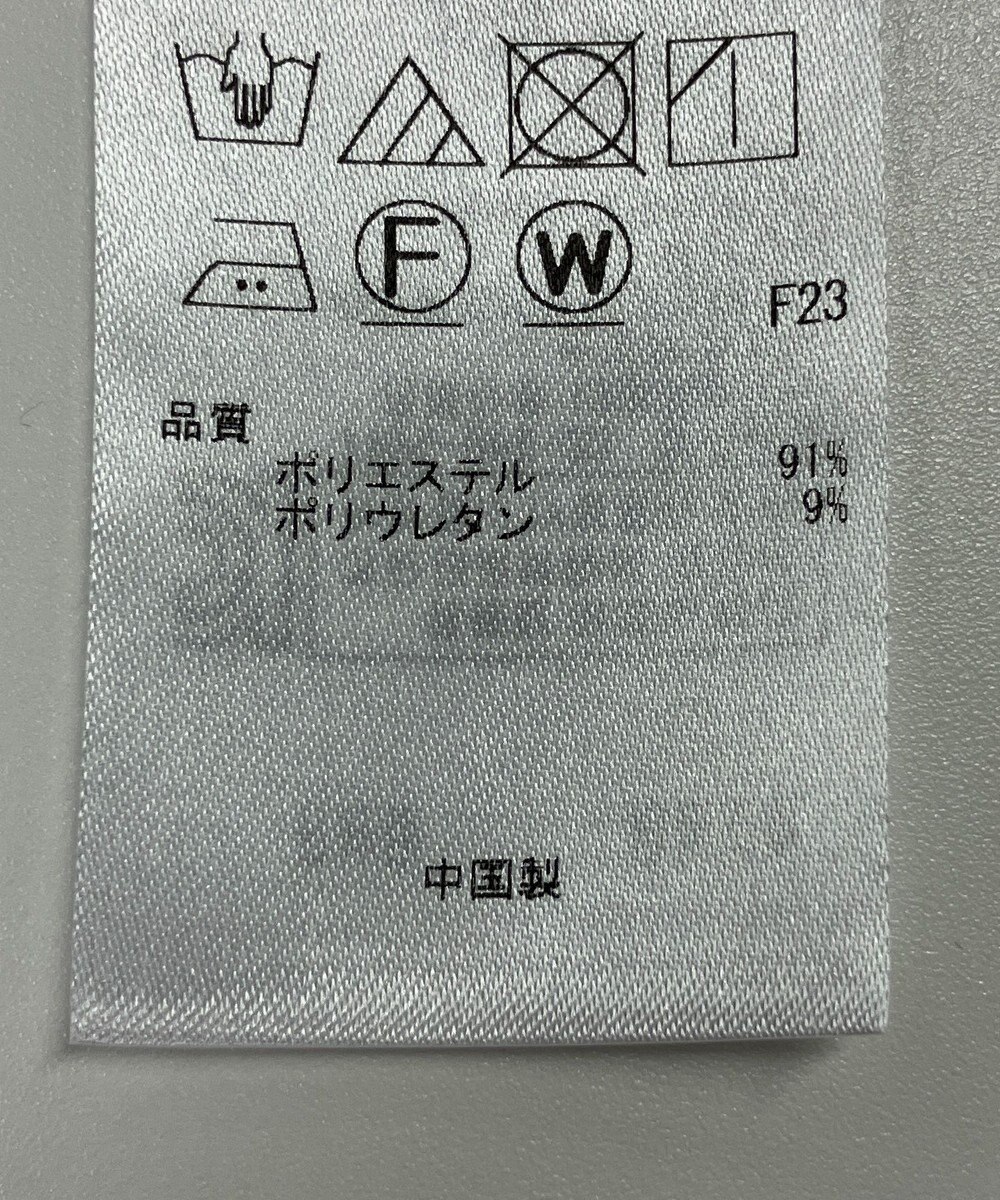 F W
F23
品質
ポリエステル 91%
ポリウレタン 9%
中国製